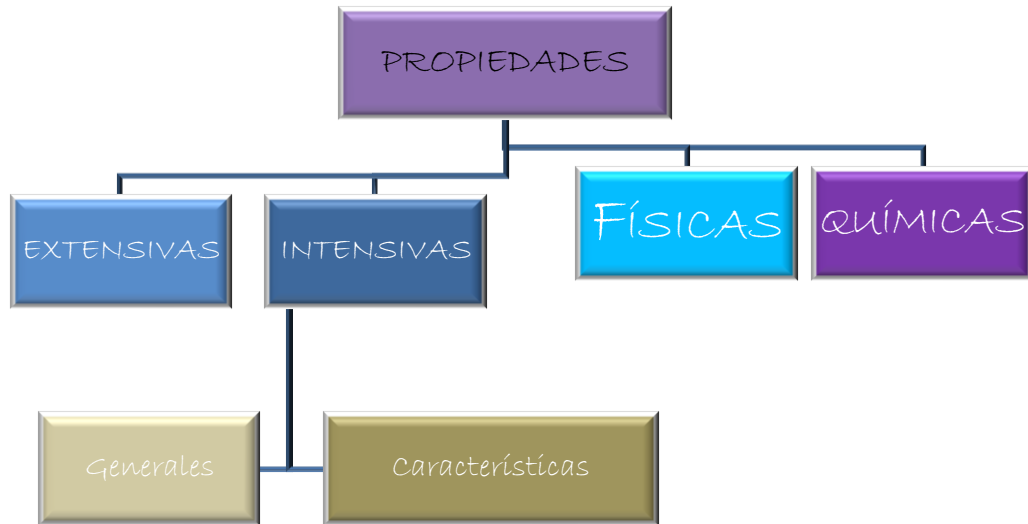 PROPIEDADES
EXTENSIVAS
INTENSIVAS
FÍSICAS
QUÍMICAS
Generales
Características